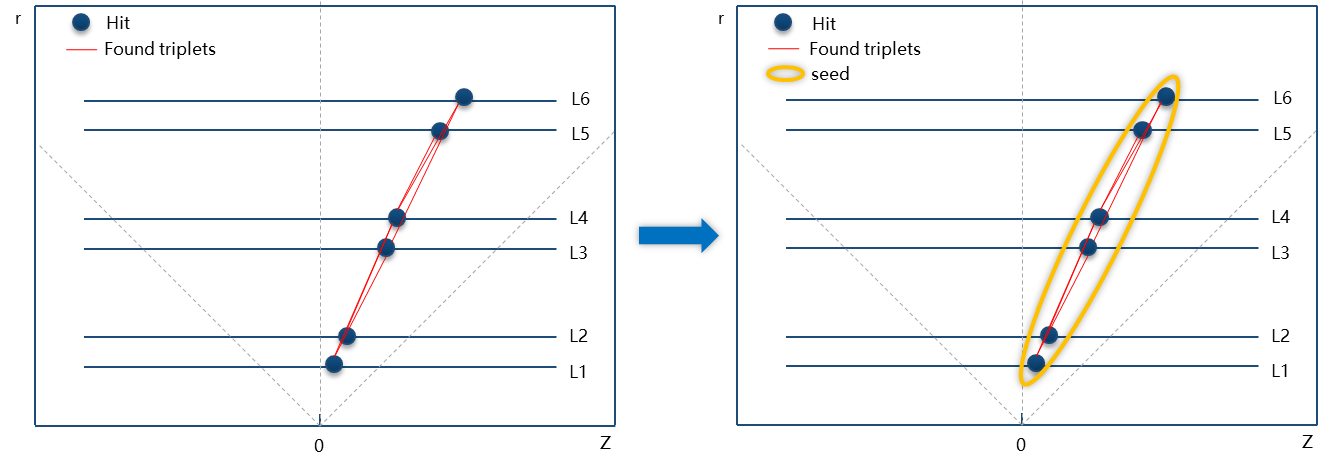 r
Hit
Found triplets
L6
L5
L4
L3
L2
L1
0
Z
r
Hit
Found triplets
seed
L6
L5
L4
L3
L2
L1
0
Z